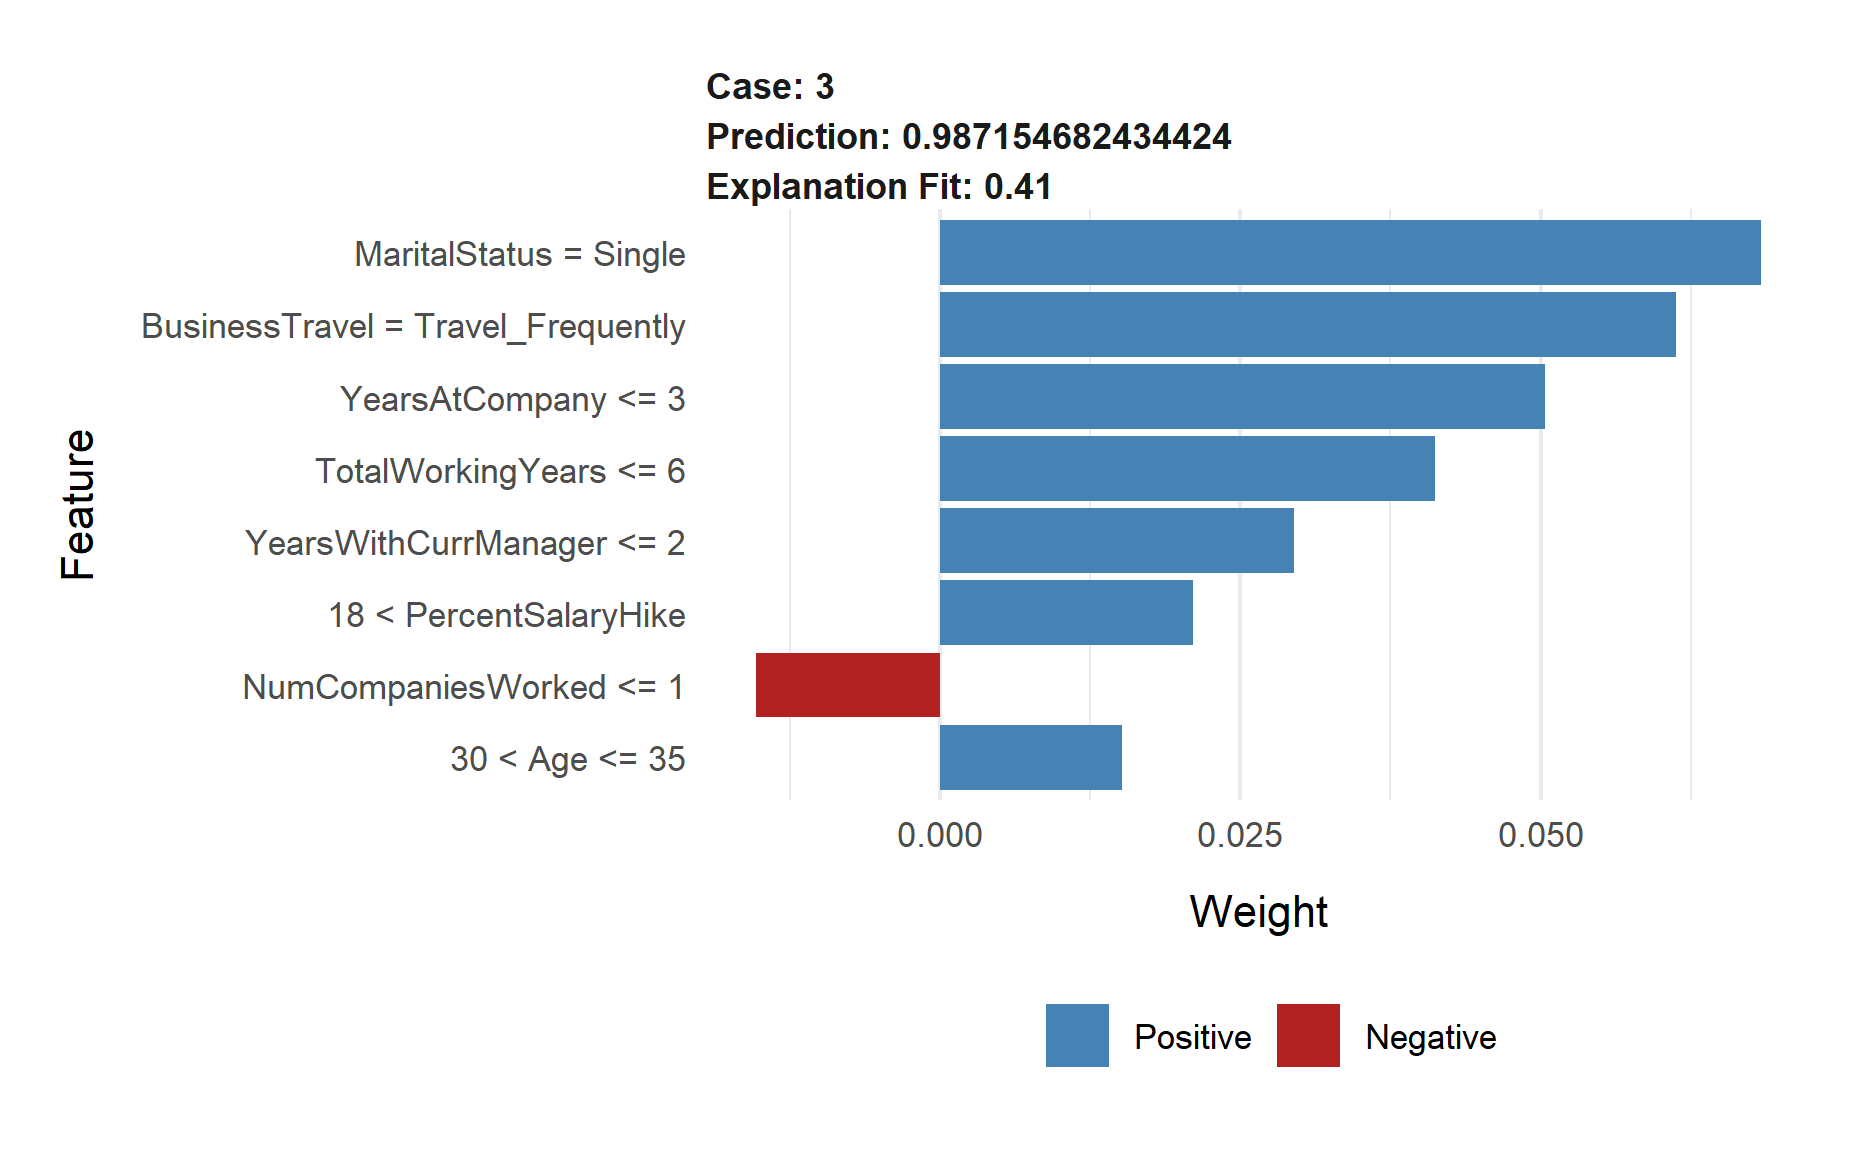 Case: 3
Prediction: 0.987154682434424
Explanation Fit: 0.41
MaritalStatus = Single
BusinessTravel = Travel_Frequently
YearsAtCompany <= 3
TotalWorkingYears <= 6
YearsWithCurrManager <= 2
18 < PercentSalaryHike
NumCompaniesWorked <= 1
30 < Age <= 35
Feature
0.000 0.025 0.050
Weight
Positive Negative